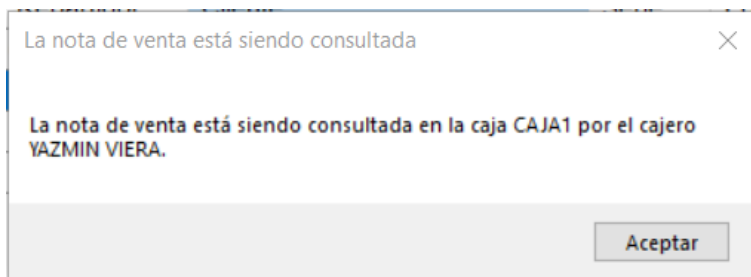 La nota de venta está siendo consultada
La nota de venta está siendo consultada en la caja CAJA1 por el cajero
YAZMIN VIERA.
Aceptar